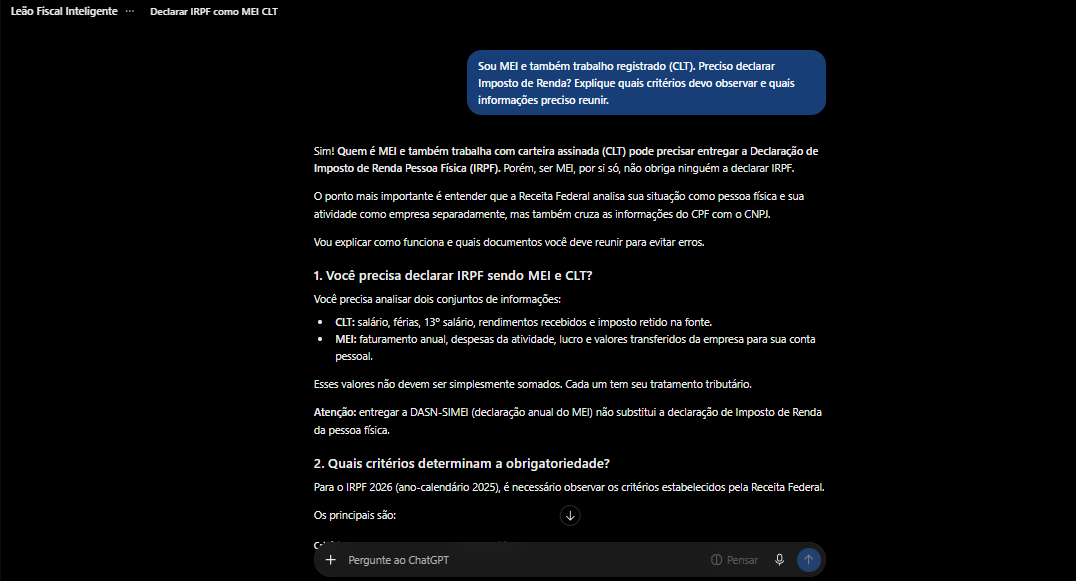 Leão Fiscal Inteligente ··· Declarar IRPF como MEI CLT
Sou MEI e também trabalho registrado (CLT). Preciso declarar
Imposto de Renda? Explique quais critérios devo observar e quais
informações preciso reunir.
Sim! Quem é MEI e também trabalha com carteira assinada (CLT) pode precisar entregar a Declaração de
Imposto de Renda Pessoa Física (IRPF). Porém, ser MEI, por si só, não obriga ninguém a declarar IRPF.
O ponto mais importante é entender que a Receita Federal analisa sua situação como pessoa física e sua
atividade como empresa separadamente, mas também cruza as informações do CPF com o CNPJ.
Vou explicar como funciona e quais documentos você deve reunir para evitar erros.
1. Você precisa declarar IRPF sendo MEI e CLT?
Você precisa analisar dois conjuntos de informações:
• CLT: salário, férias, 13º salário, rendimentos recebidos e imposto retido na fonte.
• MEI: faturamento anual, despesas da atividade, lucro e valores transferidos da empresa para sua conta
pessoal.
Esses valores não devem ser simplesmente somados. Cada um tem seu tratamento tributário.
Atenção: entregar a DASN-SIMEI (declaração anual do MEI) não substitui a declaração de Imposto de Renda
da pessoa física.
2. Quais critérios determinam a obrigatoriedade?
Para o IRPF 2026 (ano-calendário 2025), é necessário observar os critérios estabelecidos pela Receita Federal.
Os principais são:
Pergunte ao ChatGPT
Pensar